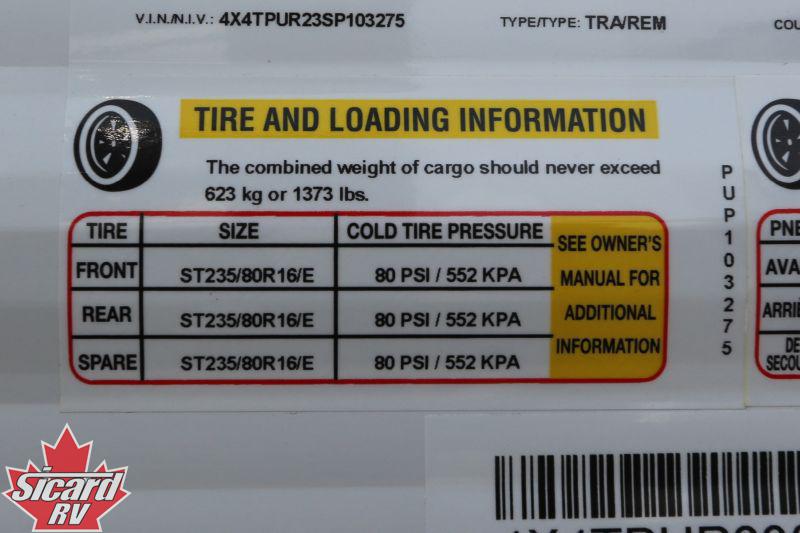 V.I.N./N.I.V.: 4X4TPUR23SP103275 TYPE/TYPE: TRA/REM
TIRE AND LOADING INFORMATION
The combined weight of cargo should never exceed
623 kg or 1373 lbs.
TIRE SIZE COLD TIRE PRESSURE
FRONT ST235/80R16/E 80 PSI / 552 KPA
REAR ST235/80R16/E 80 PSI / 552 KPA
SPARE ST235/80R16/E 80 PSI / 552 KPA
SEE OWNER'S
MANUAL FOR
ADDITIONAL
INFORMATION
PUP103275
Sicard
RV